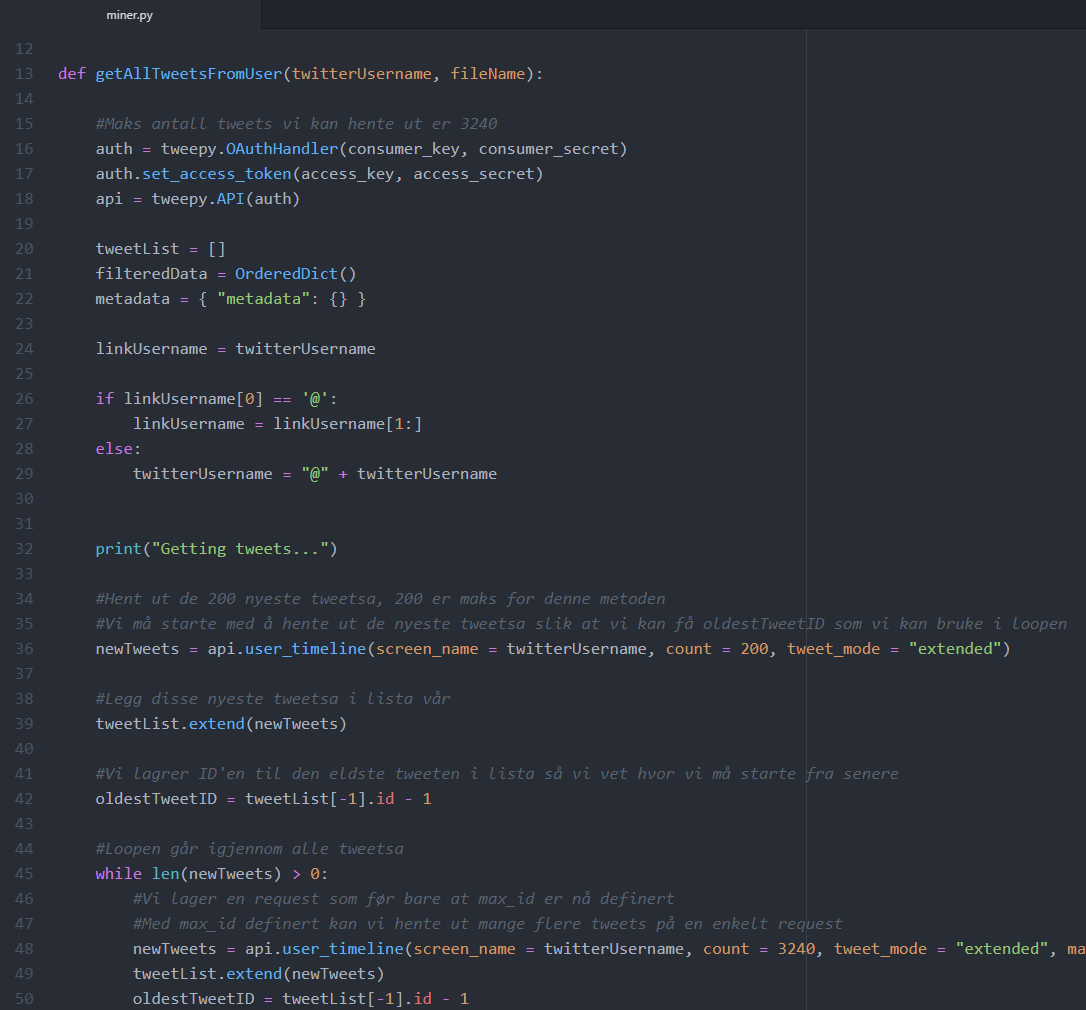 miner.py
12
13 def getAllTweetsFromUser(twitterUsername, fileName):
14
15     #Maks antall tweets vi kan hente ut er 3240
16     auth = tweepy.OAuthHandler(consumer_key, consumer_secret)
17     auth.set_access_token(access_key, access_secret)
18     api = tweepy.API(auth)
19
20     tweetList = []
21     filteredData = OrderedDict()
22     metadata = { "metadata": {} }
23
24     linkUsername = twitterUsername
25
26     if linkUsername[0] == '@':
27         linkUsername = linkUsername[1:]
28     else:
29         twitterUsername = "@" + twitterUsername
30
31
32     print("Getting tweets...")
33
34     #Hent ut de 200 nyeste tweetsa, 200 er maks for denne metoden
35     #Vi må starte med å hente ut de nyeste tweetsa slik at vi kan få oldestTweetID som vi kan bruke i loopen
36     newTweets = api.user_timeline(screen_name = twitterUsername, count = 200, tweet_mode = "extended")
37
38     #Legg disse nyeste tweetsa i lista vår
39     tweetList.extend(newTweets)
40
41     #Vi lagrer ID'en til den eldste tweeten i lista så vi vet hvor vi må starte fra senere
42     oldestTweetID = tweetList[-1].id - 1
43
44     #Loopen går igjennom alle tweetsa
45     while len(newTweets) > 0:
46         #Vi lager en request som før bare at max_id er nå definert
47         #Med max_id definert kan vi hente ut mange flere tweets på en enkelt request
48         newTweets = api.user_timeline(screen_name = twitterUsername, count = 3240, tweet_mode = "extended", ma
49         tweetList.extend(newTweets)
50         oldestTweetID = tweetList[-1].id - 1